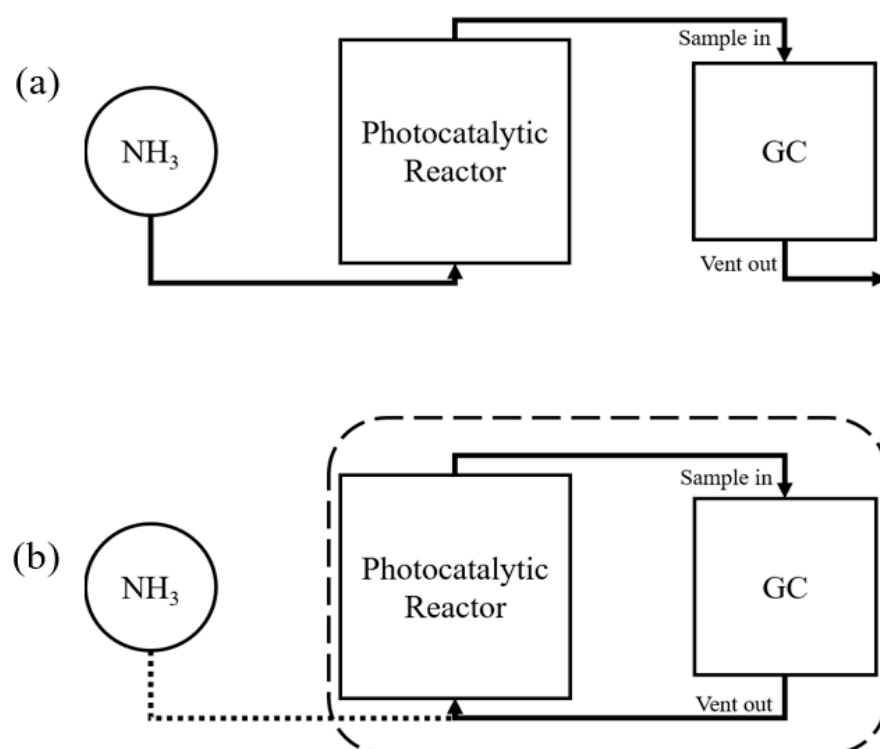 (a)
NH₃
Photocatalytic
Reactor
Sample in
GC
Vent out
(b)
NH₃
Photocatalytic
Reactor
Sample in
GC
Vent out